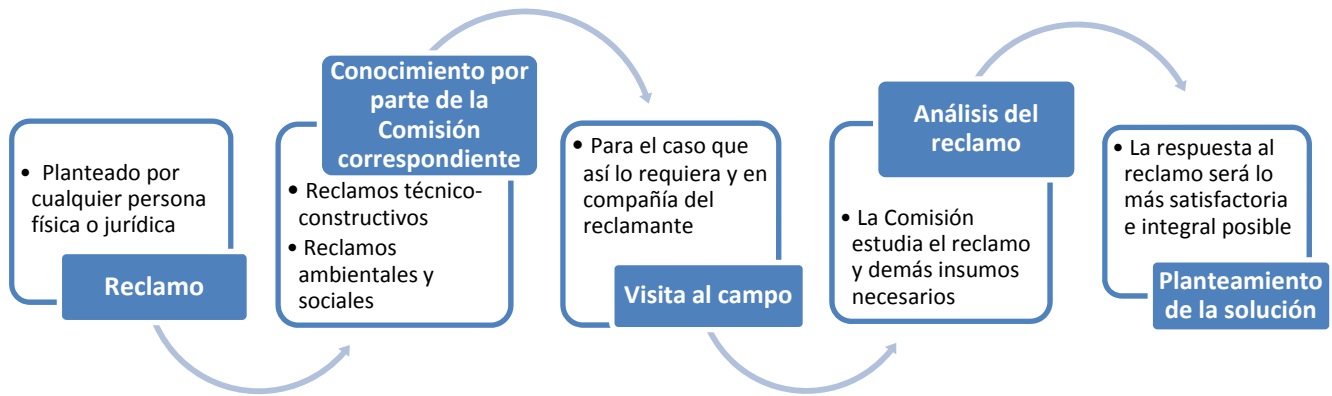 • Planteado por
cualquier persona
física o jurídica
Reclamo
Conocimiento por
parte de la
Comisión
correspondiente
• Reclamos técnico-
constructivos
• Reclamos
ambientales y
sociales
• Para el caso que
así lo requiera y en
compañía del
reclamante
Visita al campo
Análisis del
reclamo
• La Comisión
estudia el reclamo
y demás insumos
necesarios
• La respuesta al
reclamo será lo
más satisfactoria
e integral posible
Planteamiento
de la solución